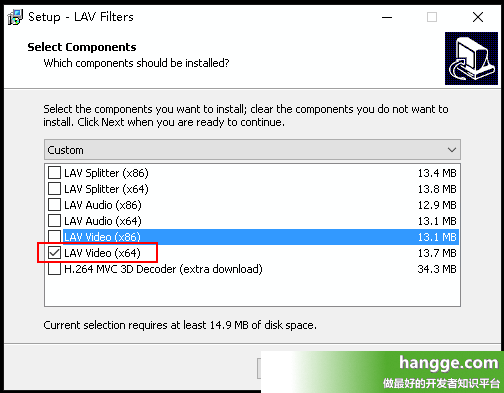 Setup - LAV Filters
Select Components
Which components should be installed?
Select the components you want to install; clear the components you do not want to
install. Click Next when you are ready to continue.
Custom
LAV Splitter (x86) 13.4 MB
LAV Splitter (x64) 13.8 MB
LAV Audio (x86) 12.9 MB
LAV Audio (x64) 13.1 MB
LAV Video (x86) 13.1 MB
LAV Video (x64) 13.7 MB
H.264 MVC 3D Decoder (extra download) 34.3 MB
Current selection requires at least 14.9 MB of disk space.
hangge.com
做最好的开发者知识平台